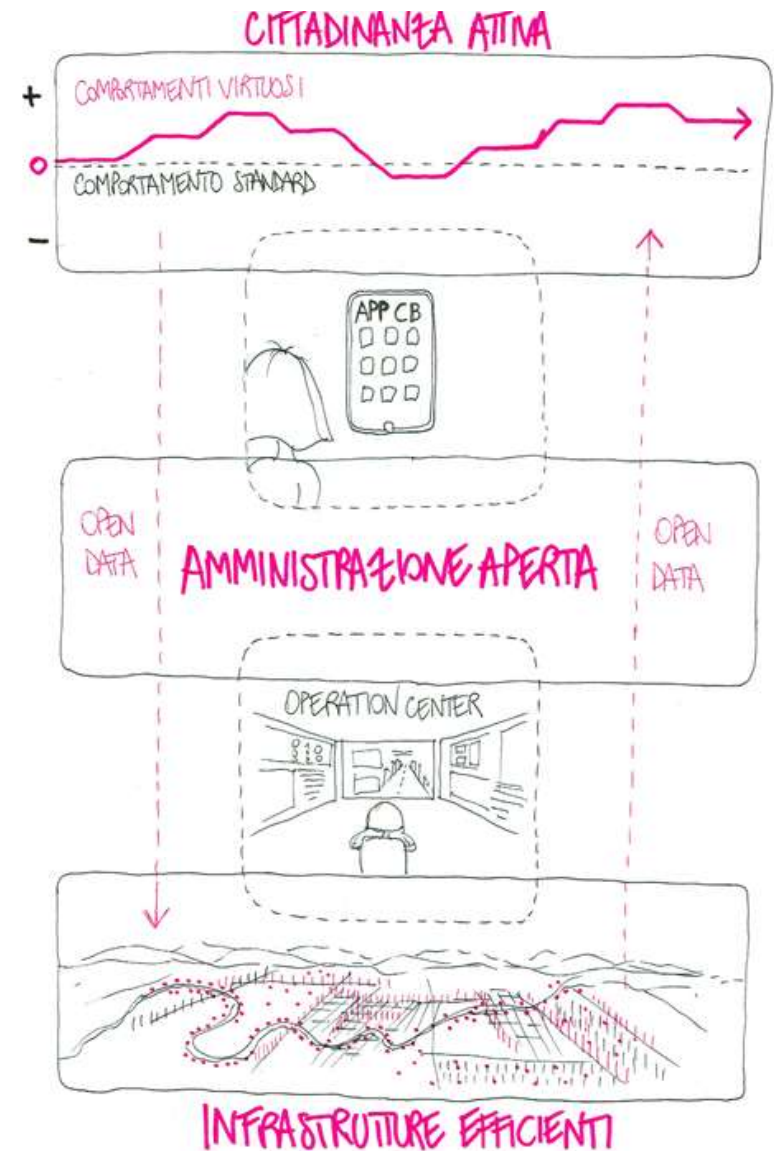 CITTADINANZA ATTIVA
+
COMPORTAMENTI VIRTUOSI
O
COMPORTAMENTO STANDARD
-
APP CB
OPEN
DATA
AMMINISTRAZIONE APERTA
OPEN
DATA
OPERATION CENTER
INFRASTRUTTURE EFFICIENTI